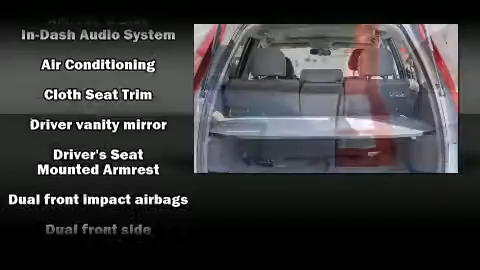 In-Dash Audio System
Air Conditioning
Cloth Seat Trim
Driver vanity mirror
Driver's Seat
Mounted Armrest
Dual front impact airbags
Dual front side